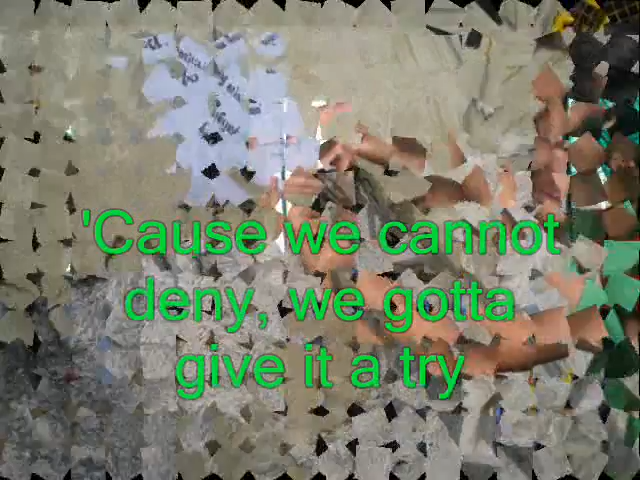 'Cause we cannot
deny, we gotta
give it a try